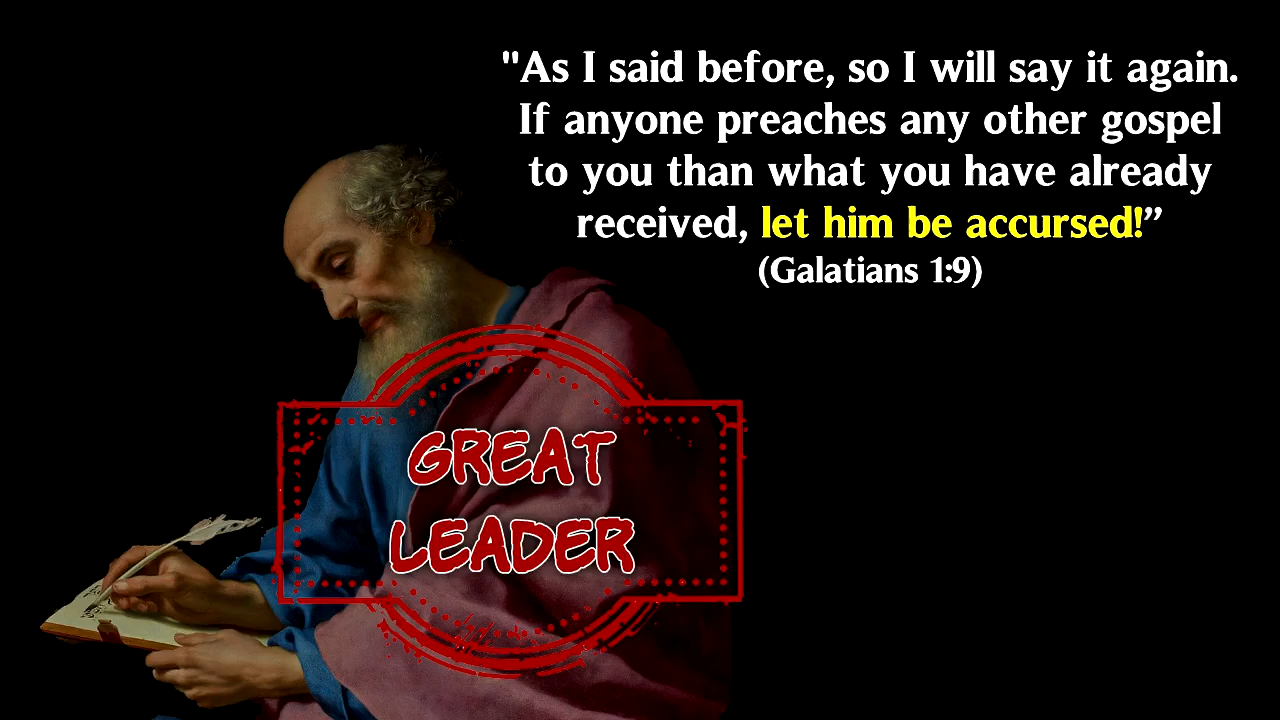 "As I said before, so I will say it again.
If anyone preaches any other gospel
to you than what you have already
received, let him be accursed!”
(Galatians 1:9)
GREAT
LEADER